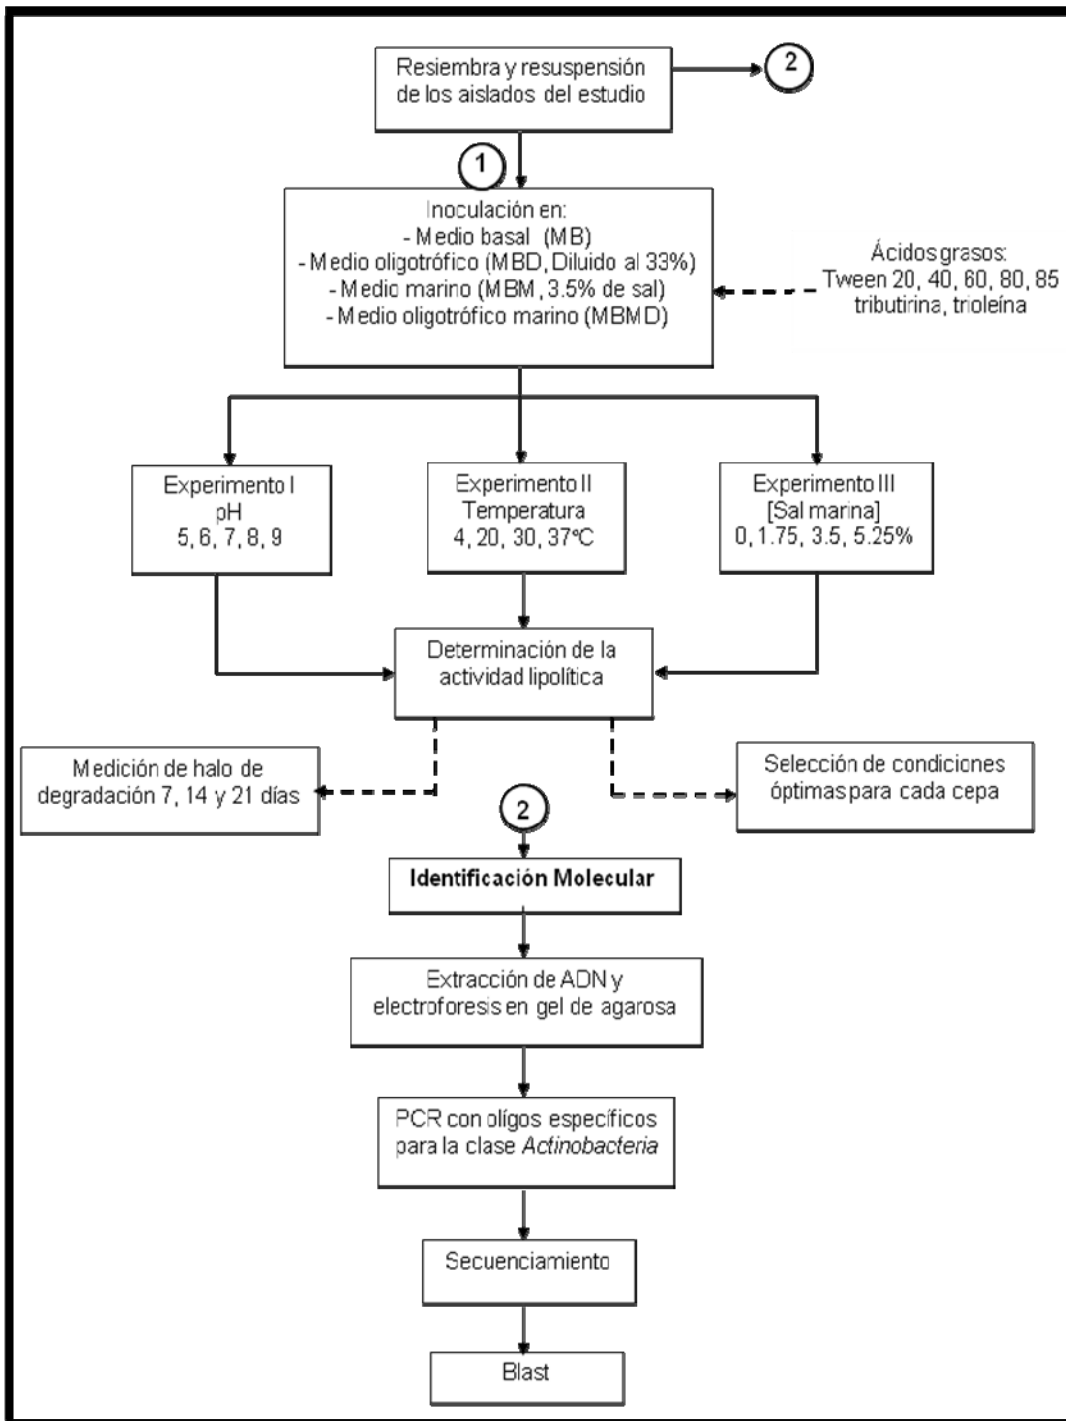 Resiembra y resuspensión
de los aislados del estudio
2
1
Inoculación en:
- Medio basal (MB)
- Medio oligotrófico (MBD, Diluido al 33%)
- Medio marino (MBM, 3.5% de sal)
- Medio oligotrófico marino (MBMD)
Ácidos grasos:
Tween 20, 40, 60, 80, 85
tributirina, trioleína
Experimento I
pH
5, 6, 7, 8, 9
Experimento II
Temperatura
4, 20, 30, 37°C
Experimento III
[Sal marina]
0, 1.75, 3.5, 5.25%
Determinación de la
actividad lipolítica
Medición de halo de
degradación 7, 14 y 21 días
Selección de condiciones
óptimas para cada cepa
2
Identificación Molecular
Extracción de ADN y
electroforesis en gel de agarosa
PCR con olígos específicos
para la clase Actinobacteria
Secuenciamiento
Blast